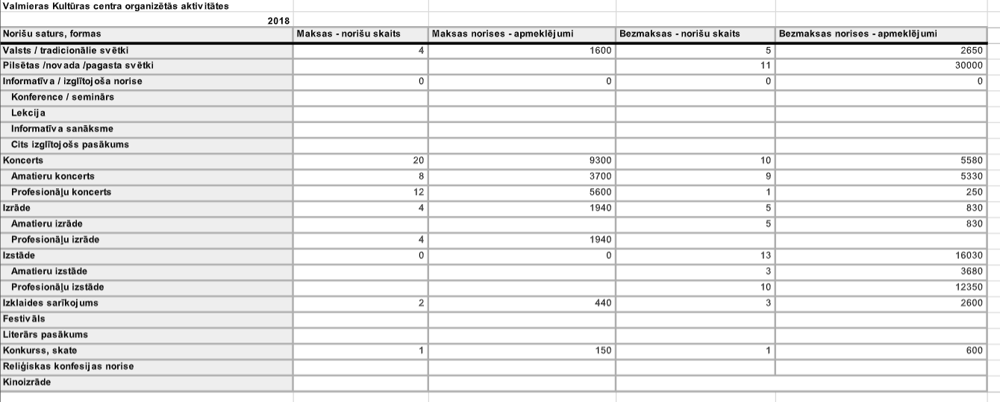 Valmieras Kultūras centra organizētās aktivitātes
2018
Norišu saturs, formas Maksas - norišu skaits Maksas norises - apmeklējumi Bezmaksas - norišu skaits Bezmaksas norises - apmeklējumi
Valsts / tradicionālie svētki 4 1600 5 2650
Pilsētas /novada /pagasta svētki 11 30000
Informatīva / izglītojoša norise 0 0 0 0
Konference / seminārs
Lekcija
Informatīva sanāksme
Cits izglītojošs pasākums
Koncerts 20 9300 10 5580
Amatieru koncerts 8 3700 9 5330
Profesionāļu koncerts 12 5600 1 250
Izrāde 4 1940 5 830
Amatieru izrāde 5 830
Profesionāļu izrāde 4 1940
Izstāde 0 0 13 16030
Amatieru izstāde 3 3680
Profesionāļu izstāde 10 12350
Izklaides sarīkojums 2 440 3 2600
Festivāls
Literārs pasākums
Konkurss, skate 1 150 1 600
Reliģiskas konfesijas norise
Kinoizrāde